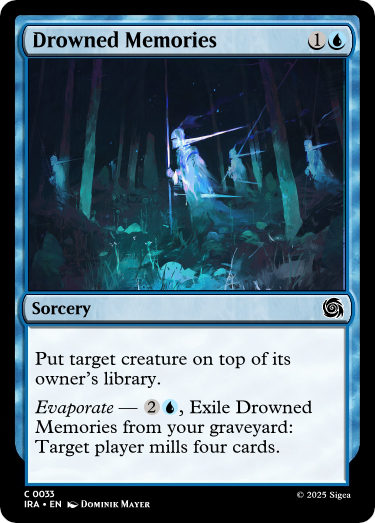 Drowned Memories 1
Sorcery
Put target creature on top of its
owner's library.
Evaporate — 2, Exile Drowned
Memories from your graveyard:
Target player mills four cards.
C 0033
IRA • EN Dominik Mayer
© 2025 Sigea